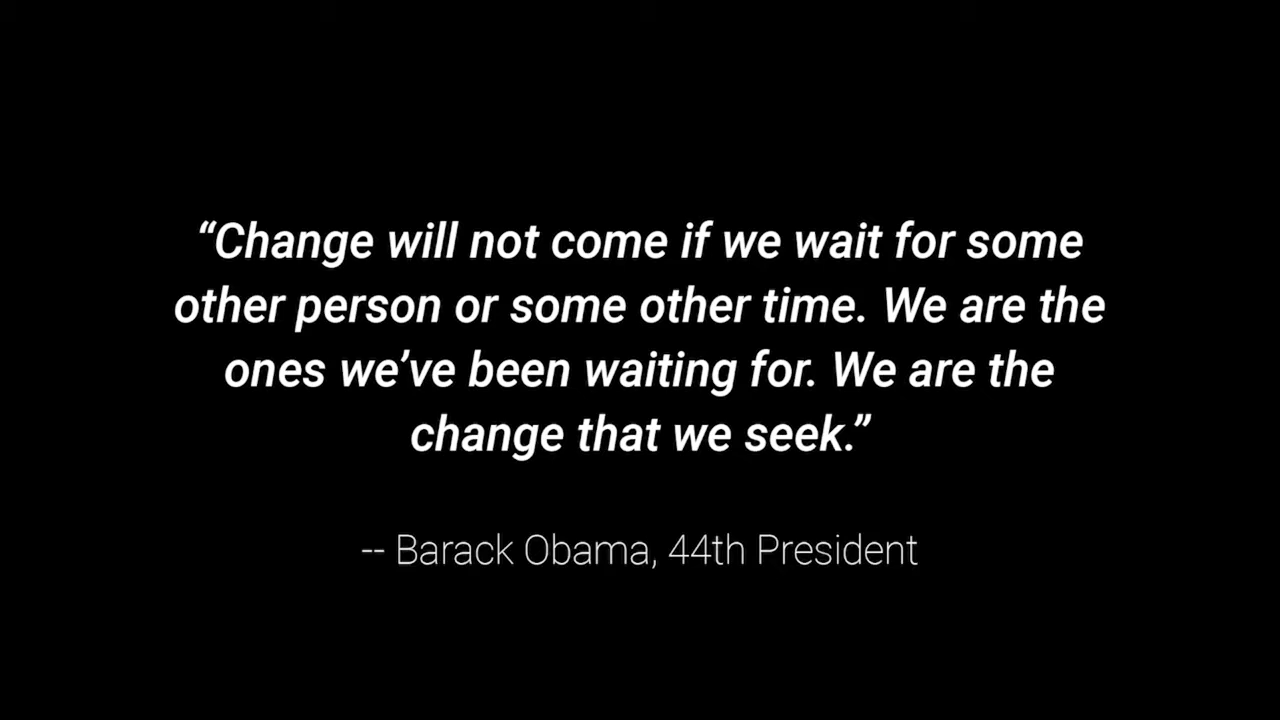 “Change will not come if we wait for some
other person or some other time. We are the
ones we’ve been waiting for. We are the
change that we seek.”
-- Barack Obama, 44th President